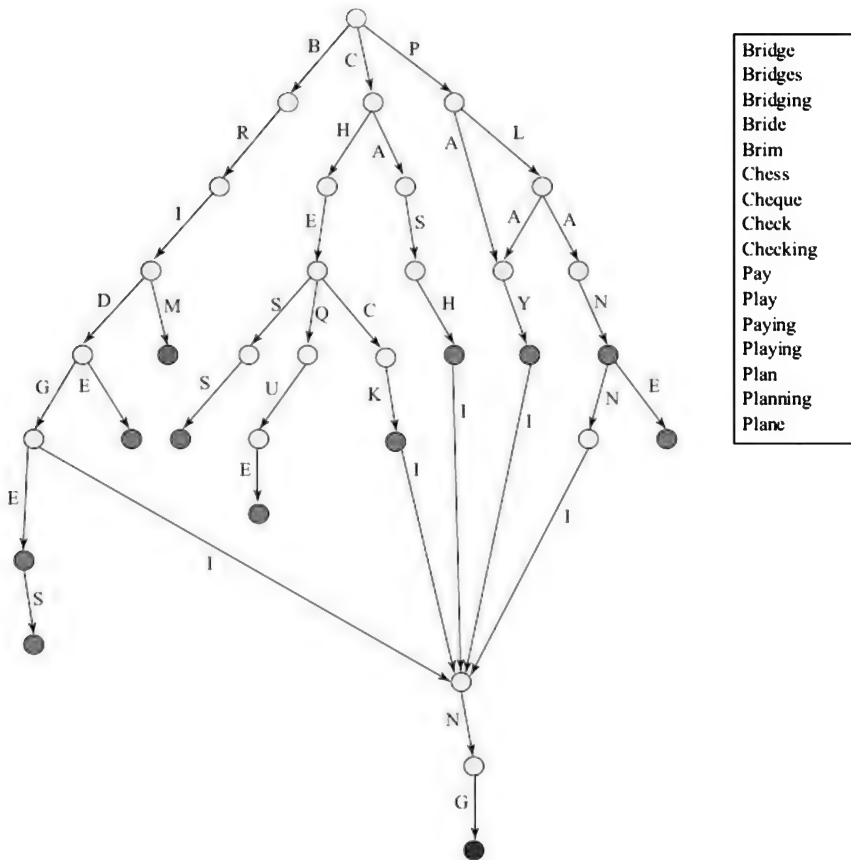 B
C
P
R
H
A
A
L
I
E
S
A
A
D
M
S
Q
C
H
Y
N
G
E
S
U
K
I
I
N
E
E
E
I
I
S
I
N
G
Bridge
Bridges
Bridging
Bride
Brim
Chess
Cheque
Check
Checking
Pay
Play
Paying
Playing
Plan
Planning
Plane